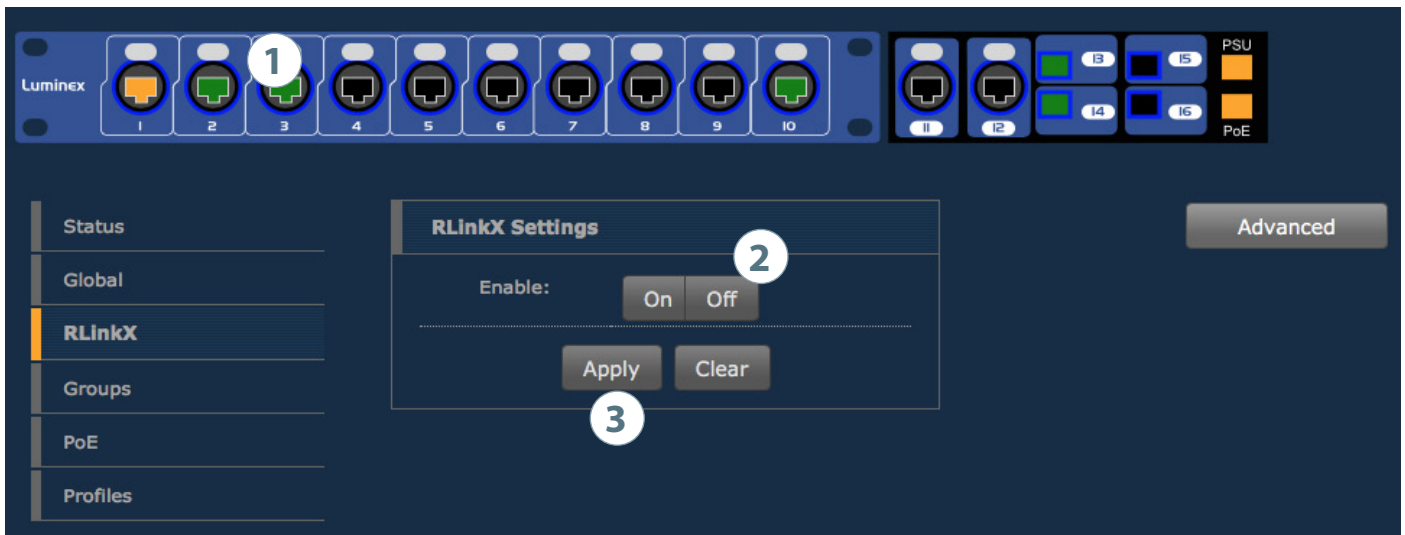 1
PSU
13
15
Luminex
14
16
1
2
3
4
5
6
7
8
9
10
11
12
PoE
Status
RLinkX Settings
Advanced
2
Global
Enable:
On
Off
RLinkX
Apply
Clear
Groups
3
PoE
Profiles